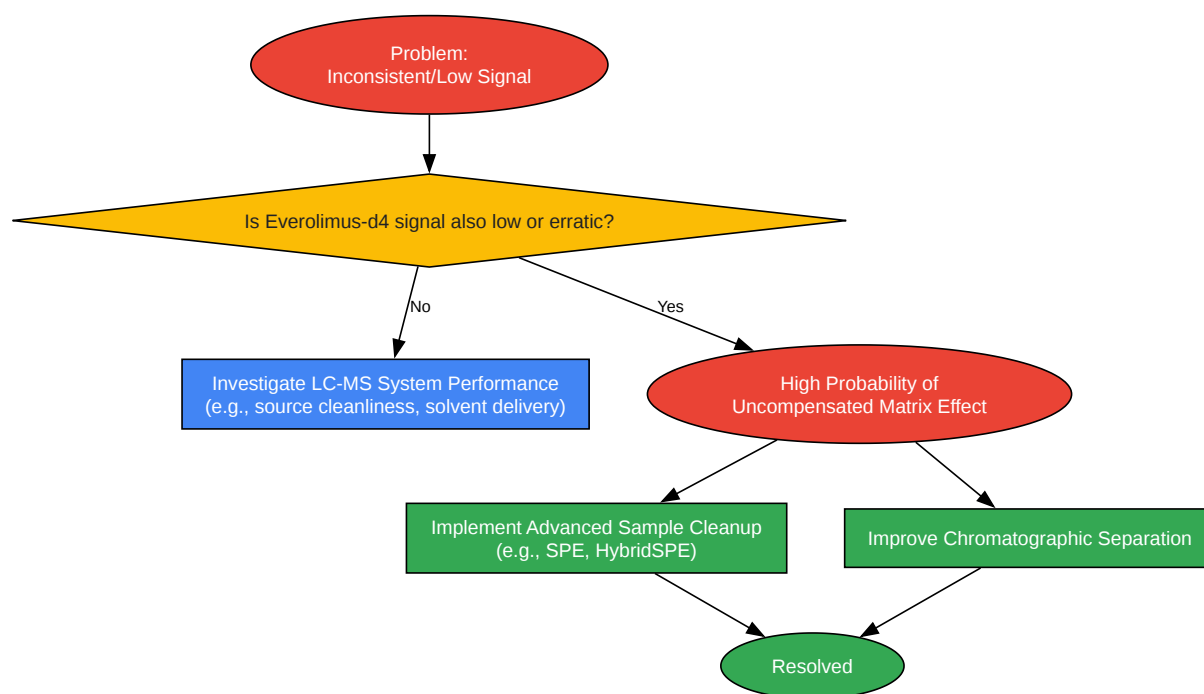 Problem:
Inconsistent/Low Signal
Is Everolimus-d4 signal also low or erratic?
No
Yes
Investigate LC-MS System Performance
(e.g., source cleanliness, solvent delivery)
High Probability of
Uncompensated Matrix Effect
Implement Advanced Sample Cleanup
(e.g., SPE, HybridSPE)
Improve Chromatographic Separation
Resolved